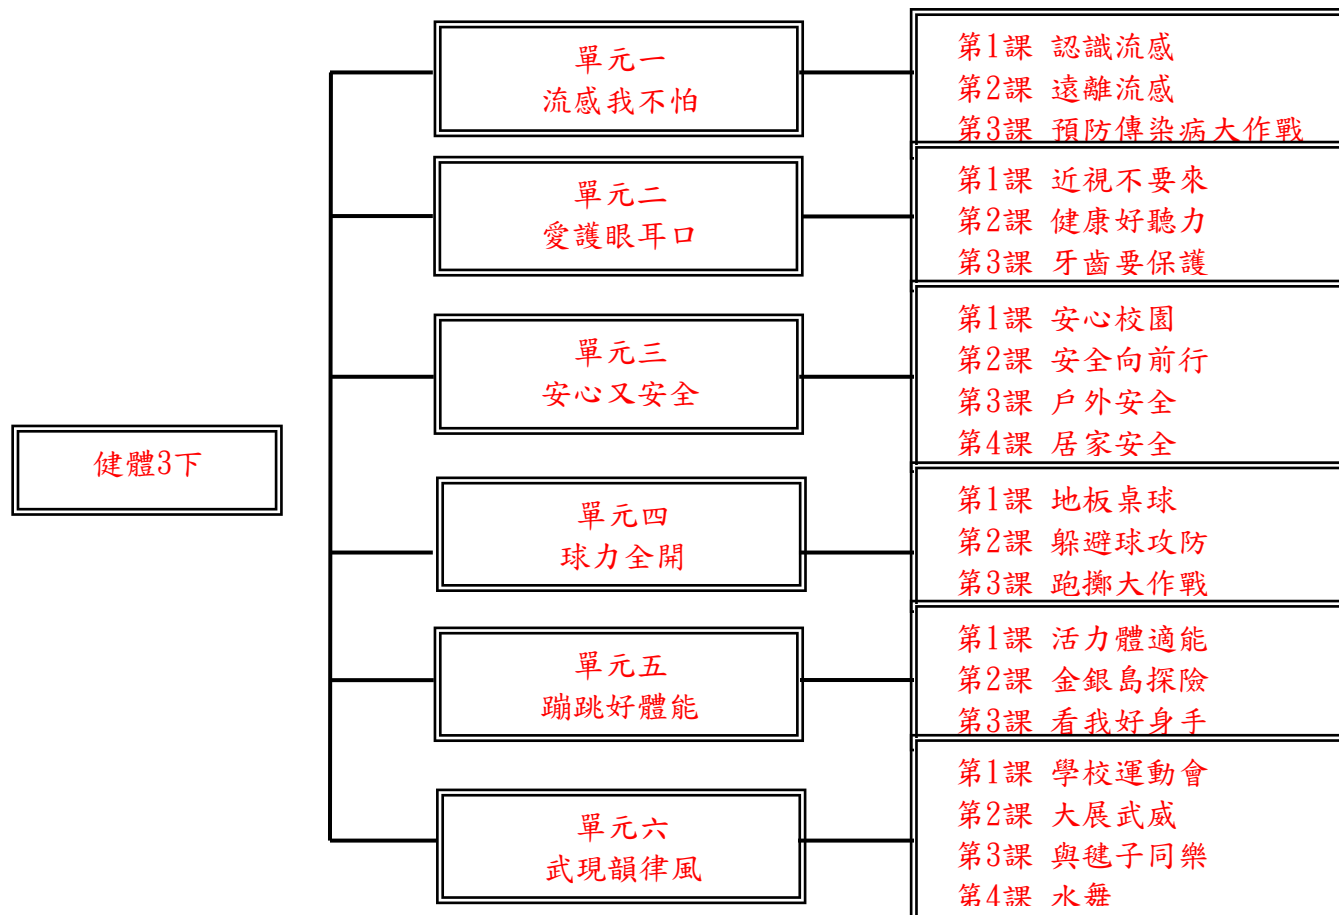 健體3下
單元一
流感我不怕
第1課 認識流感
第2課 遠離流感
第3課 預防傳染病大作戰
單元二
愛護眼耳口
第1課 近視不要來
第2課 健康好聽力
第3課 牙齒要保護
單元三
安心又安全
第1課 安心校園
第2課 安全向前行
第3課 戶外安全
第4課 居家安全
單元四
球力全開
第1課 地板桌球
第2課 躲避球攻防
第3課 跑擲大作戰
單元五
蹦跳好體能
第1課 活力體適能
第2課 金銀島探險
第3課 看我好身手
單元六
武現韻律風
第1課 學校運動會
第2課 大展武威
第3課 與毽子同樂
第4課 水舞